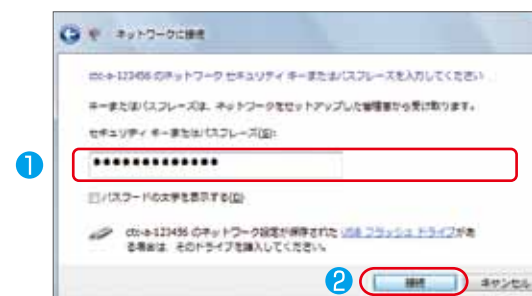 ネットワークに接続
ctc-a-123456 のネットワーク セキュリティ キーまたはパスフレーズを入力してください
キーまたはパスフレーズは、ネットワークをセットアップした管理者から受け取ります。
セキュリティ キーまたはパスフレーズ(S):
1
●●●●●●●●●●●●●
パスワードの文字を表示する(D)
ctc-a-123456 のネットワーク設定が保存された USB フラッシュ ドライブがあ
る場合は、そのドライブを挿入してください。
2
接続
キャンセル